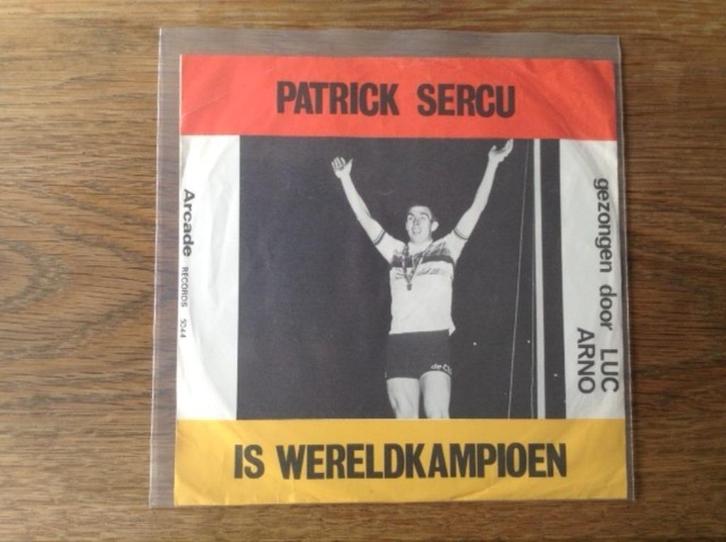 PATRICK SERCU
Arcade RECORDS 5044
gezongen door LUC
ARNO
IS WERELDKAMPIOEN